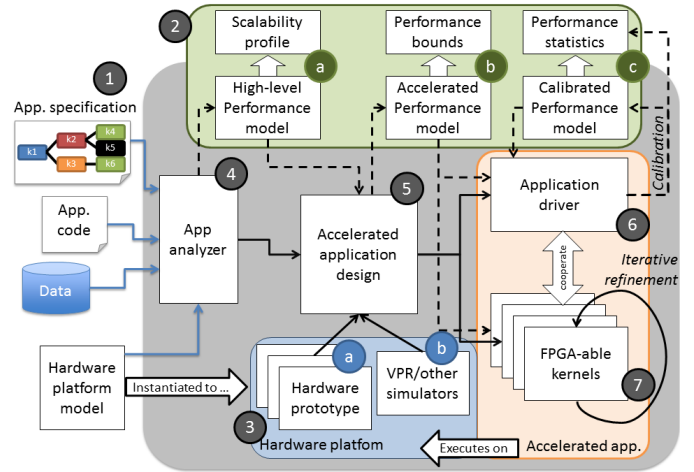 2
Scalability
profile
Performance
bounds
Performance
statistics
1
a
b
c
App. specification
High-level
Performance
model
Accelerated
Performance
model
Calibrated
Performance
model
k1
k2
k3
k4
k5
k6
Calibration
4
5
Application
driver
App.
code
App
analyzer
Accelerated
application
design
6
cooperate
Iterative
refinement
Data
a
b
FPGA-able
kernels
Hardware
platform
model
Instantiated to ...
Hardware
prototype
VPR/other
simulators
7
3
Hardware platfom
Executes on
Accelerated app.